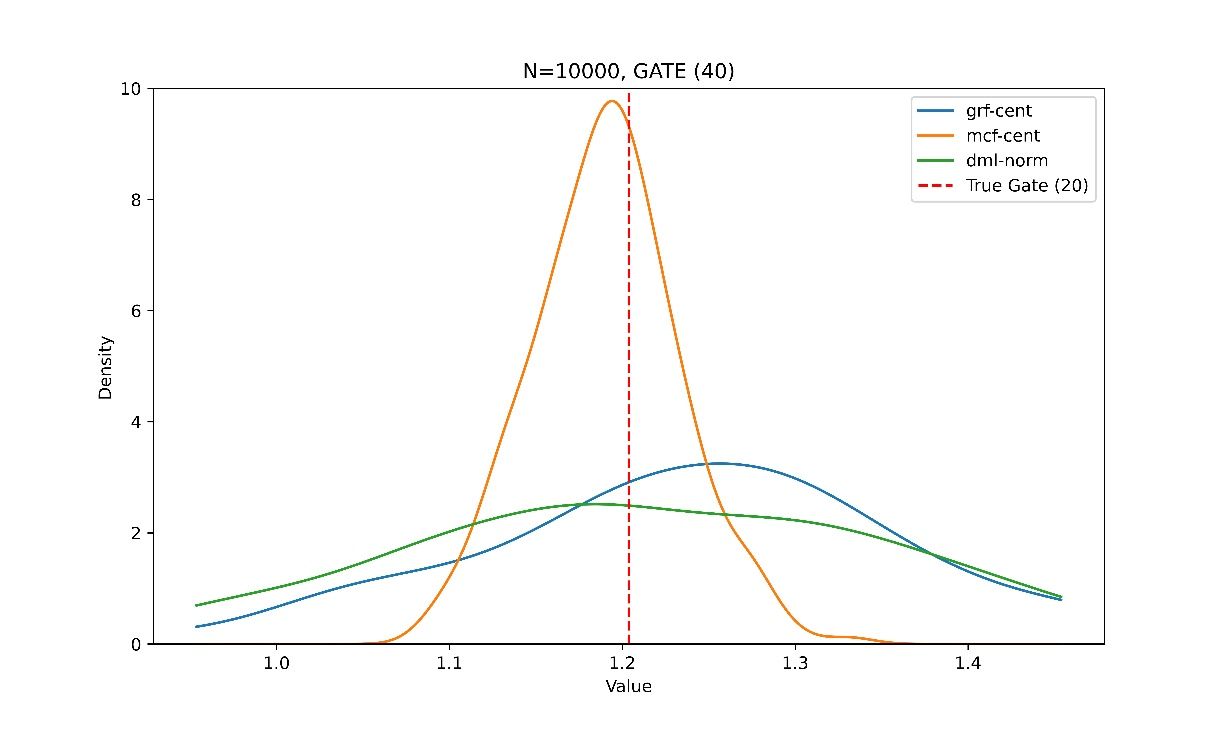 N=10000, GATE (40)
grf-cent
mcf-cent
dml-norm
True Gate (20)
Density
10
8
6
4
2
0
1.0 1.1 1.2 1.3 1.4
Value